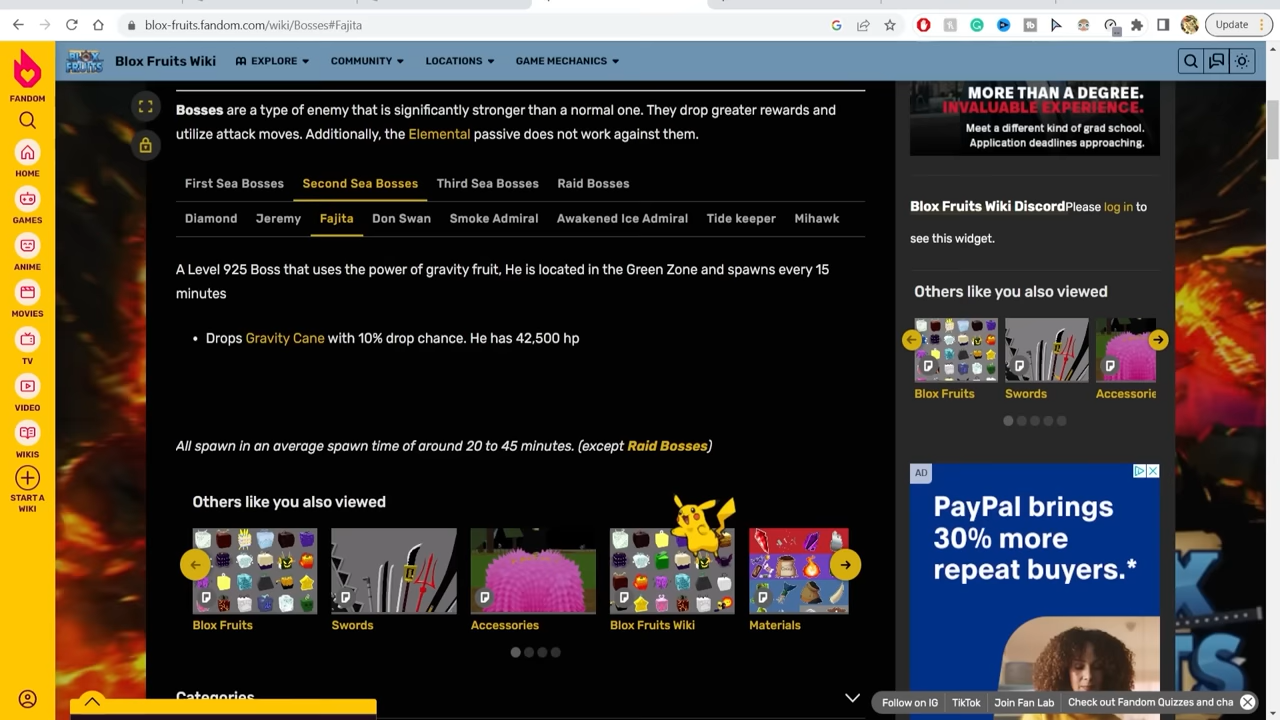 blox-fruits.fandom.com/wiki/Bosses#Fajita
Update
FANDOM
HOME
GAMES
ANIME
MOVIES
TV
VIDEO
WIKIS
START A
WIKI
Blox Fruits Wiki
EXPLORE
COMMUNITY
LOCATIONS
GAME MECHANICS
Bosses are a type of enemy that is significantly stronger than a normal one. They drop greater rewards and
utilize attack moves. Additionally, the Elemental passive does not work against them.
First Sea Bosses Second Sea Bosses Third Sea Bosses Raid Bosses
Diamond Jeremy Fajita Don Swan Smoke Admiral Awakened Ice Admiral Tide keeper Mihawk
A Level 925 Boss that uses the power of gravity fruit, He is located in the Green Zone and spawns every 15
minutes
• Drops Gravity Cane with 10% drop chance. He has 42,500 hp
All spawn in an average spawn time of around 20 to 45 minutes. (except Raid Bosses)
Others like you also viewed
Blox Fruits
Swords
Accessories
Blox Fruits Wiki
Materials
Categories
MORE THAN A DEGREE.
INVALUABLE EXPERIENCE.
Meet a different kind of grad school.
Application deadlines approaching.
Blox Fruits Wiki DiscordPlease log in to
see this widget.
Others like you also viewed
Blox Fruits
Swords
Accessorie
AD
PayPal brings
30% more
repeat buyers.*
Follow on IG TikTok Join Fan Lab Check out Fandom Quizzes and cha